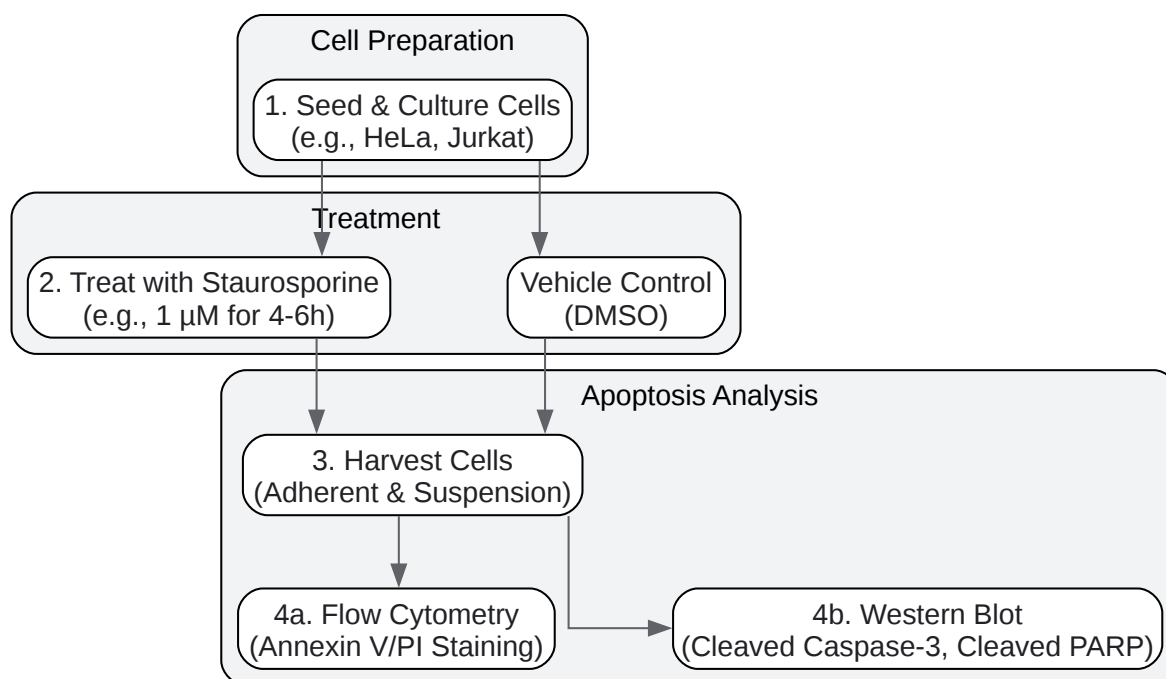 Cell Preparation
1. Seed & Culture Cells
(e.g., HeLa, Jurkat)
Treatment
2. Treat with Staurosporine
(e.g., 1 µM for 4-6h)
Vehicle Control
(DMSO)
Apoptosis Analysis
3. Harvest Cells
(Adherent & Suspension)
4a. Flow Cytometry
(Annexin V/PI Staining)
4b. Western Blot
(Cleaved Caspase-3, Cleaved PARP)